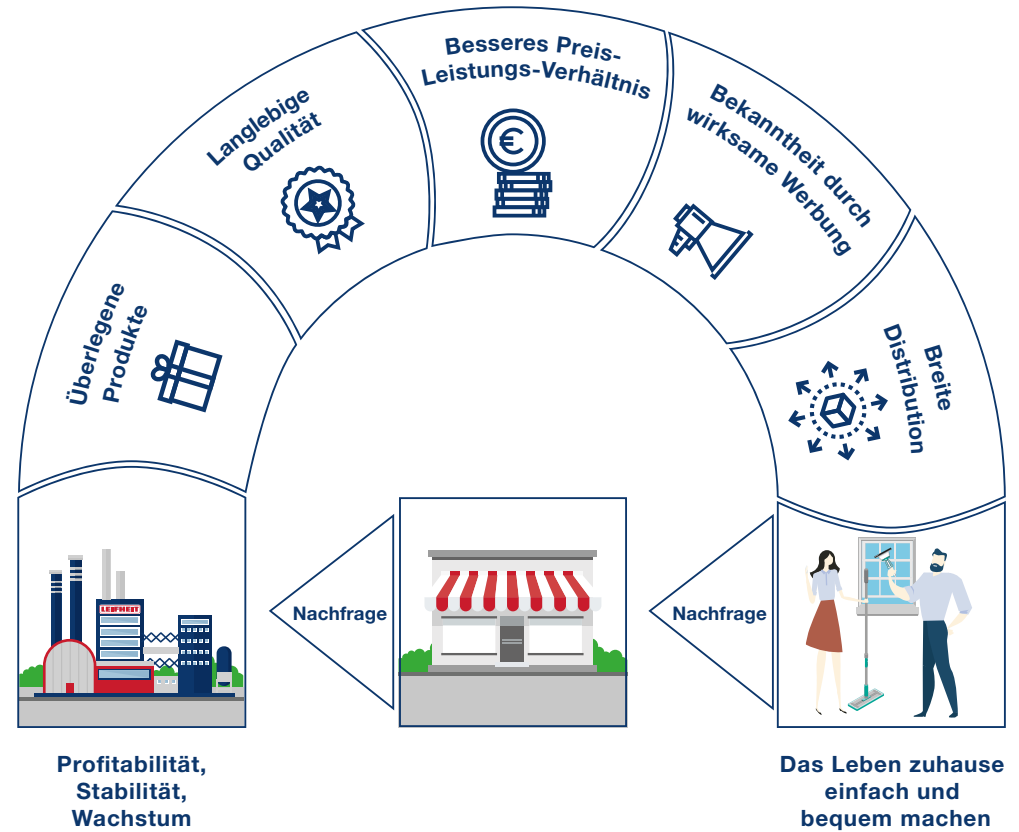 Überlegene
Produkte
Langlebige
Qualität
Besseres Preis-
Leistungs-Verhältnis
€
Bekanntheit durch
wirksame Werbung
Breite
Distribution
LEIFHEIT
Nachfrage
Nachfrage
Profitabilität,
Stabilität,
Wachstum
Das Leben zuhause
einfach und
bequem machen